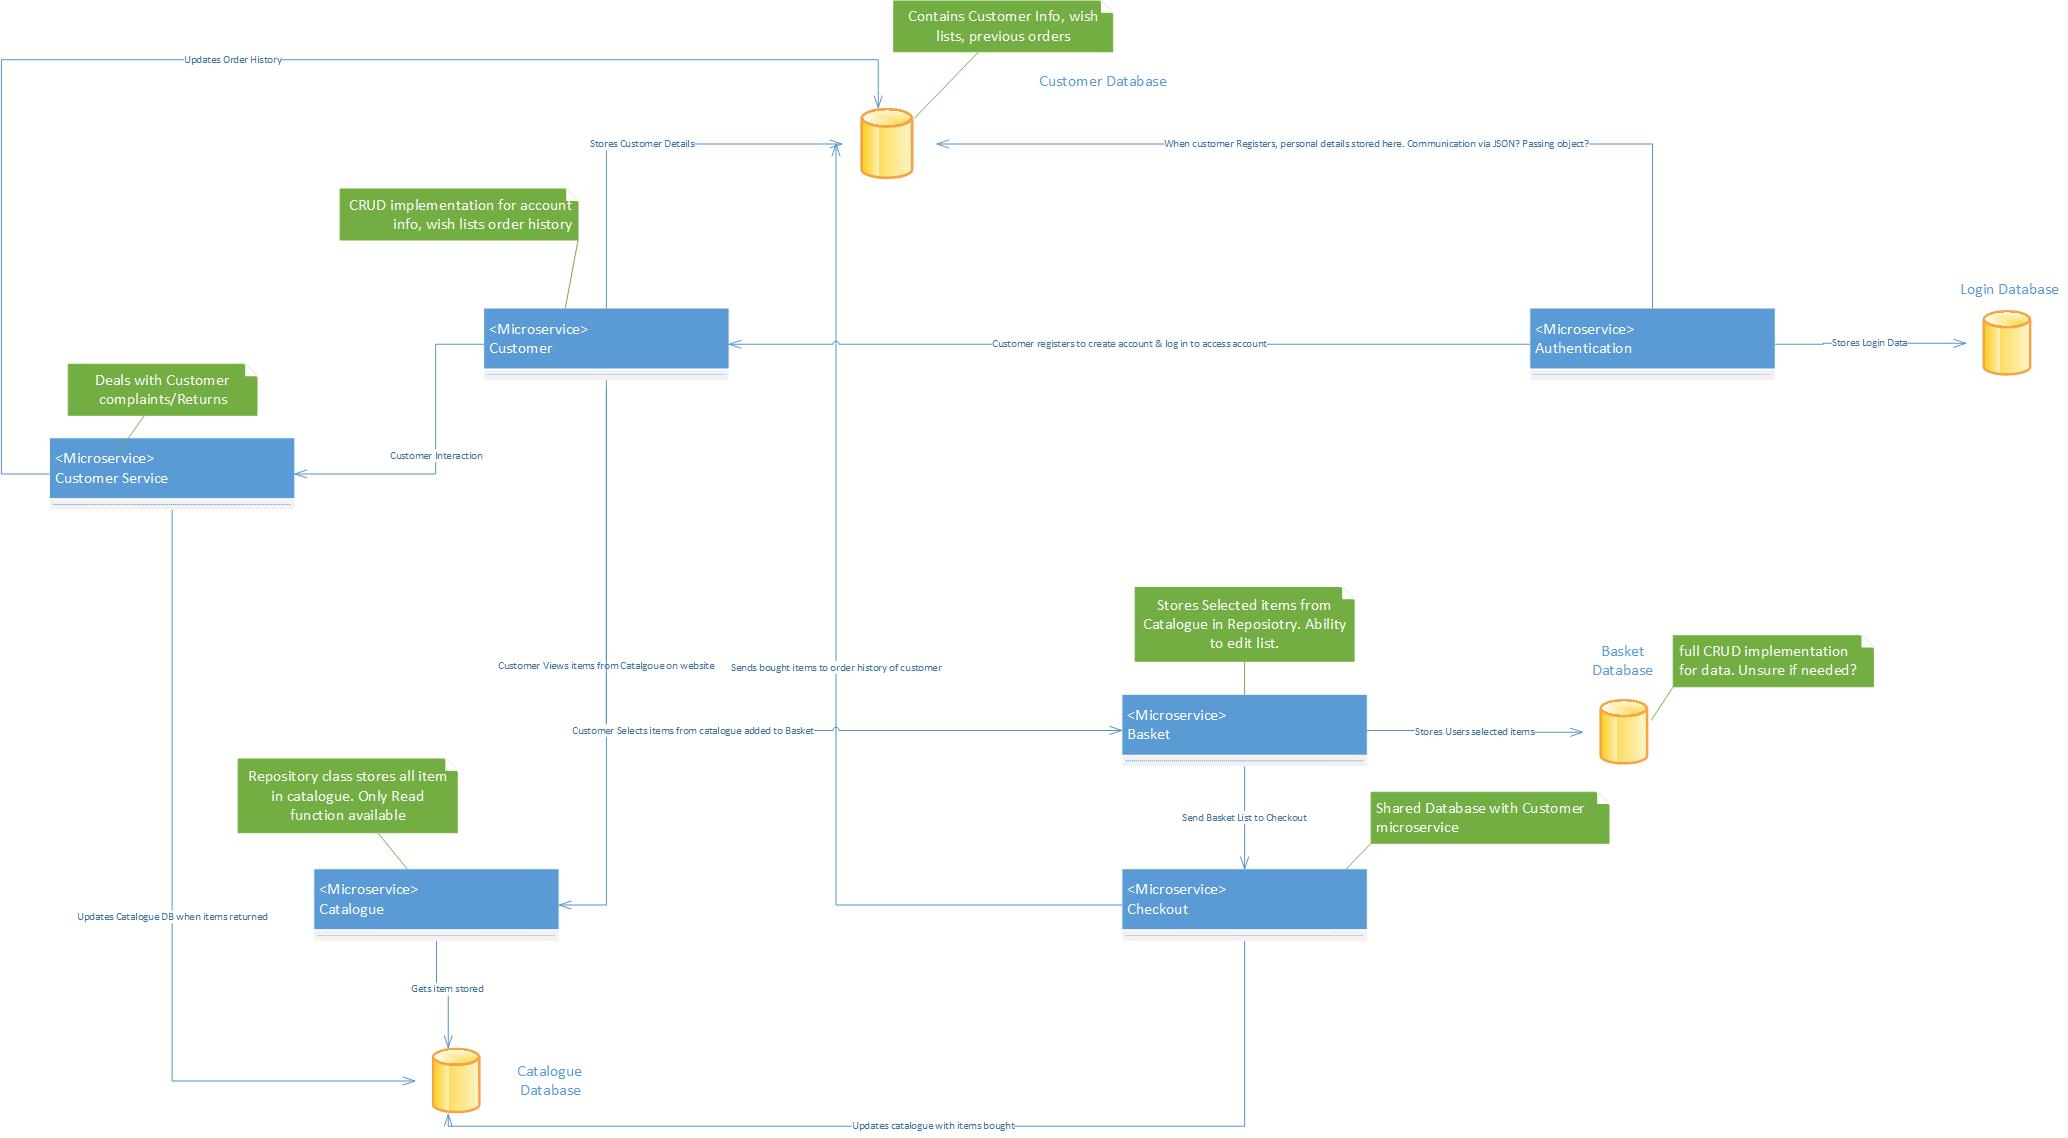 Contains Customer Info, wish
lists, previous orders
Updates Order History
Customer Database
Stores Customer Details
When customer Registers, personal details stored here. Communication via JSON? Passing object?
CRUD implementation for account
info, wish lists order history
Login Database
<Microservice>
Customer
Customer registers to create account & log in to access account
<Microservice>
Authentication
Stores Login Data
Deals with Customer
complaints/Returns
Customer Interaction
<Microservice>
Customer Service
Stores Selected items from
Catalogue in Reposiotry. Ability
to edit list.
Basket
Database
full CRUD implementation
for data. Unsure if needed?
Customer Views items from Catalgoue on website
Sends bought items to order history of customer
<Microservice>
Basket
Customer Selects items from catalogue added to Basket
Stores Users selected items
Repository class stores all item
in catalogue. Only Read
function available
Send Basket List to Checkout
Shared Database with Customer
microservice
<Microservice>
Catalogue
<Microservice>
Checkout
Updates Catalogue DB when items returned
Gets item stored
Catalogue
Database
Updates catalogue with items bought